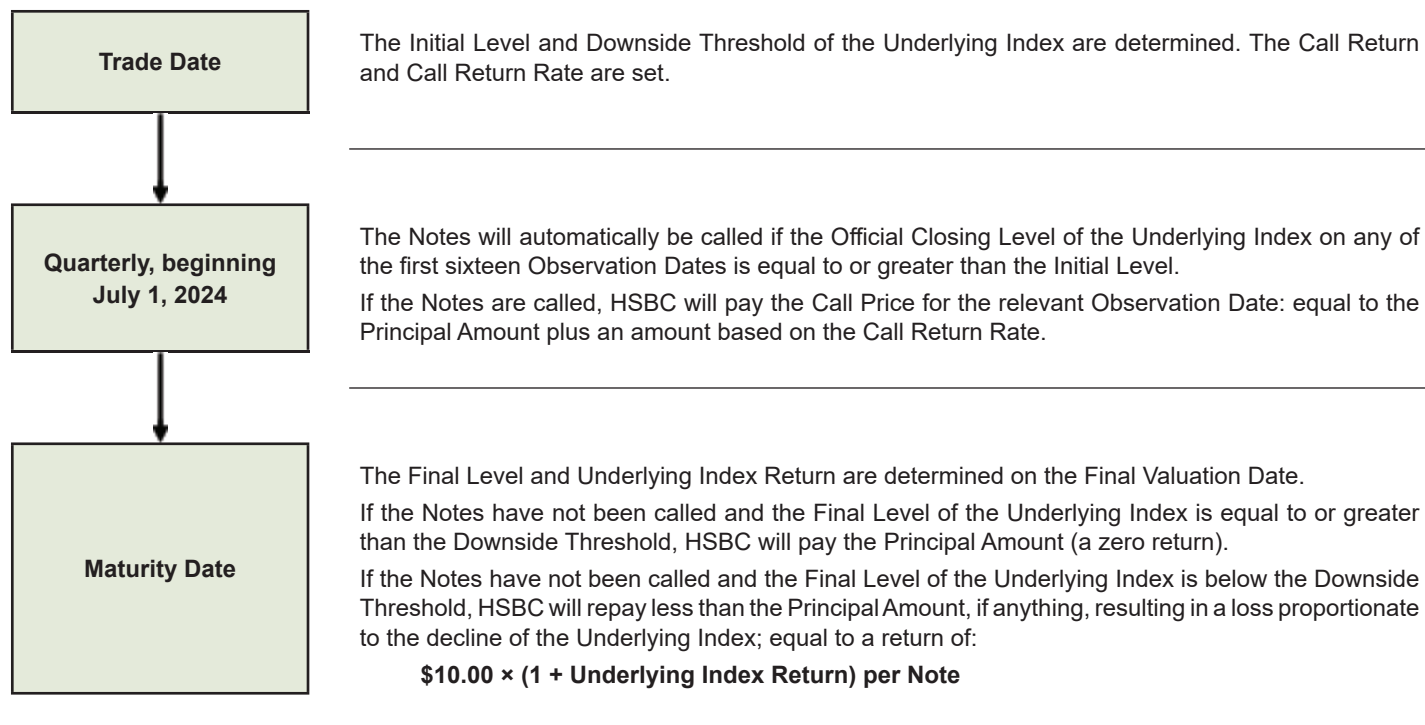 Trade Date
The Initial Level and Downside Threshold of the Underlying Index are determined. The Call Return
and Call Return Rate are set.
Quarterly, beginning
July 1, 2024
The Notes will automatically be called if the Official Closing Level of the Underlying Index on any of
the first sixteen Observation Dates is equal to or greater than the Initial Level.
If the Notes are called, HSBC will pay the Call Price for the relevant Observation Date: equal to the
Principal Amount plus an amount based on the Call Return Rate.
Maturity Date
The Final Level and Underlying Index Return are determined on the Final Valuation Date.
If the Notes have not been called and the Final Level of the Underlying Index is equal to or greater
than the Downside Threshold, HSBC will pay the Principal Amount (a zero return).
If the Notes have not been called and the Final Level of the Underlying Index is below the Downside
Threshold, HSBC will repay less than the Principal Amount, if anything, resulting in a loss proportionate
to the decline of the Underlying Index; equal to a return of:
$10.00 × (1 + Underlying Index Return) per Note